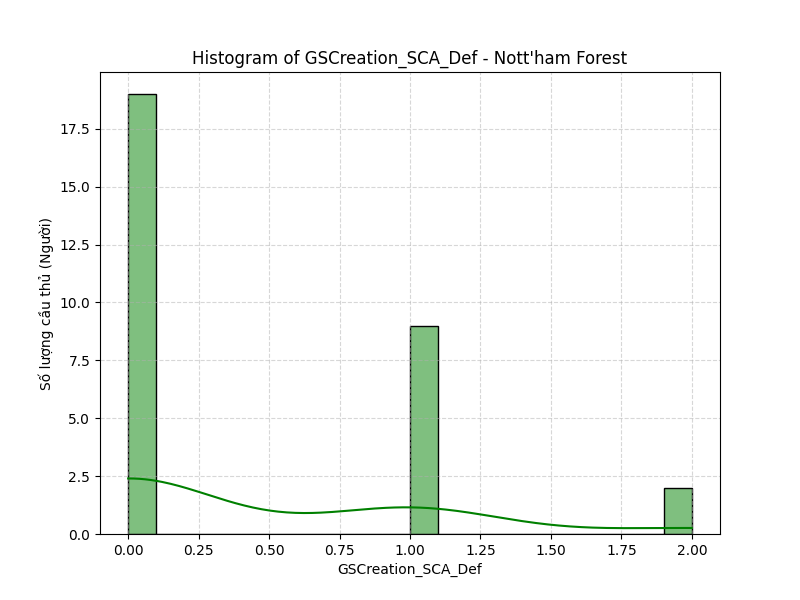 Histogram of GSCreation_SCA_Def - Nott'ham Forest
17.5
15.0
12.5
10.0
7.5
5.0
2.5
0.0
Số lượng cầu thủ (Người)
0.00 0.25 0.50 0.75 1.00 1.25 1.50 1.75 2.00
GSCreation_SCA_Def